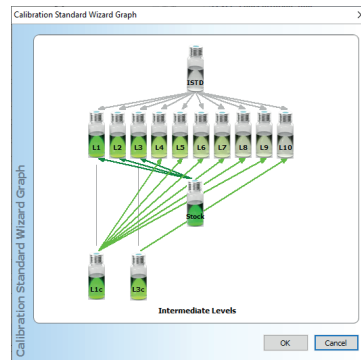 Calibration Standard Wizard Graph
Calibration Standard Wizard Graph
ISTD
L1 L2 L3 L4 L5 L6 L7 L8 L9 L10
Stock
L1c L3c
Intermediate Levels
OK Cancel